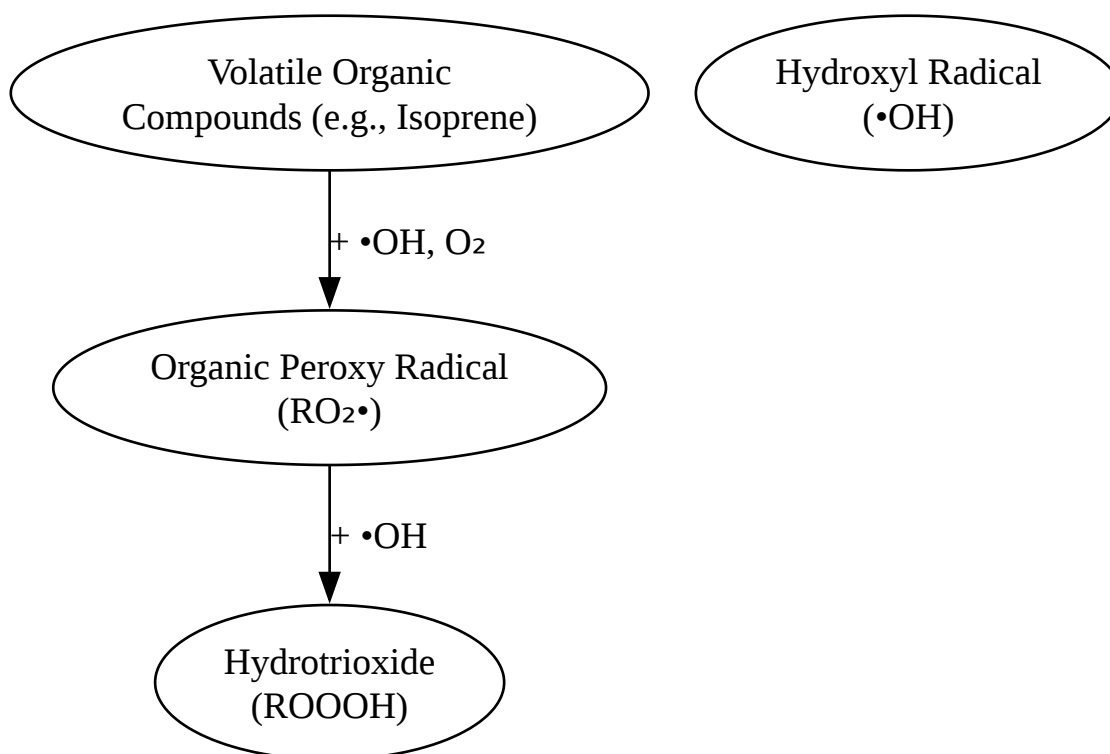 Volatile Organic
Compounds (e.g., Isoprene)
Hydroxyl Radical
(•OH)
+ •OH, O₂
Organic Peroxy Radical
(RO₂•)
+ •OH
Hydrotrioxide
(ROOOH)